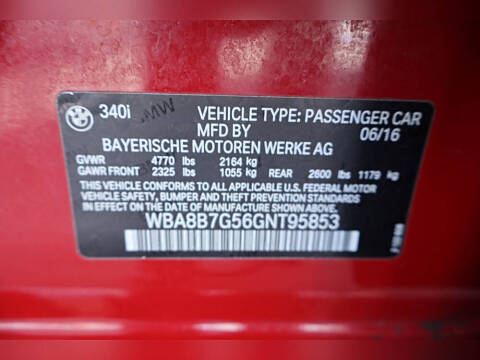 340i VEHICLE TYPE: PASSENGER CAR
MFD BY 06/16
BAYERISCHE MOTOREN WERKE AG
GVWR 4770 lbs 2164 kg
GAWR FRONT 2325 lbs 1055 kg REAR 2600 lbs 1179 kg
THIS VEHICLE CONFORMS TO ALL APPLICABLE U.S. FEDERAL MOTOR
VEHICLE SAFETY, BUMPER, AND THEFT PREVENTION STANDARDS
IN EFFECT ON THE DATE OF MANUFACTURE SHOWN ABOVE.
WBA8B7G56GNT95853